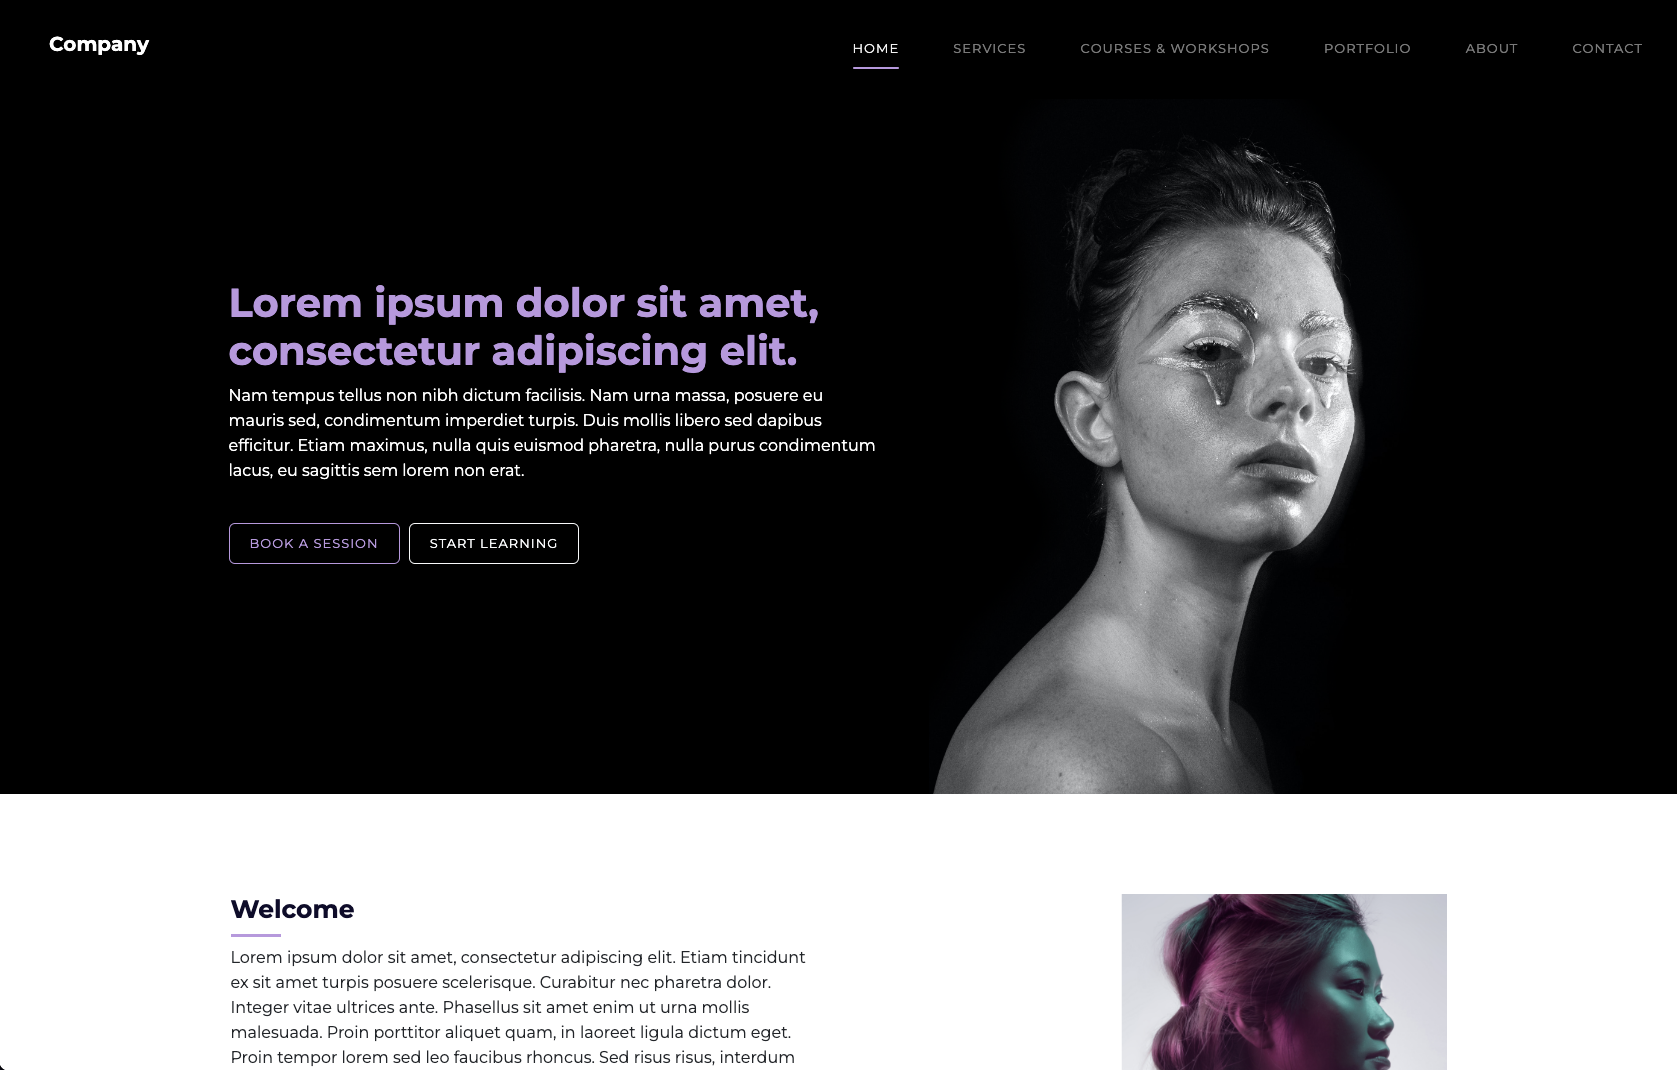 Company
HOME
SERVICES
COURSES & WORKSHOPS
PORTFOLIO
ABOUT
CONTACT
Lorem ipsum dolor sit amet,
consectetur adipiscing elit.
Nam tempus tellus non nibh dictum facilisis. Nam urna massa, posuere eu
mauris sed, condimentum imperdiet turpis. Duis mollis libero sed dapibus
efficitur. Etiam maximus, nulla quis euismod pharetra, nulla purus condimentum
lacus, eu sagittis sem lorem non erat.
BOOK A SESSION
START LEARNING
Welcome
Lorem ipsum dolor sit amet, consectetur adipiscing elit. Etiam tincidunt
ex sit amet turpis posuere scelerisque. Curabitur nec pharetra dolor.
Integer vitae ultrices ante. Phasellus sit amet enim ut urna mollis
malesuada. Proin porttitor aliquet quam, in laoreet ligula dictum eget.
Proin tempor lorem sed leo faucibus rhoncus. Sed risus risus, interdum